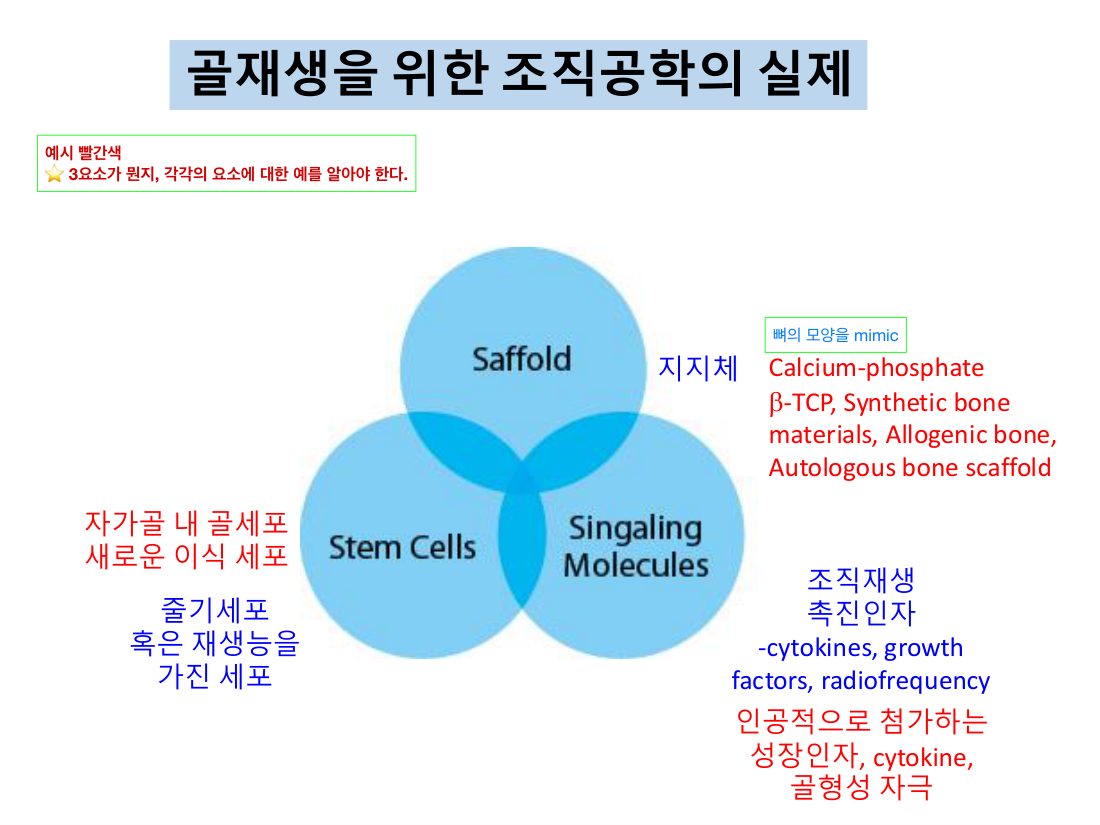 골재생을 위한 조직공학의 실제
예시 빨간색
⭐ 3요소가 뭔지, 각각의 요소에 대한 예를 알아야 한다.
Saffold
지지체
뼈의 모양을 mimic
Calcium-phosphate
β-TCP, Synthetic bone
materials, Allogenic bone,
Autologous bone scaffold
자가골 내 골세포
새로운 이식 세포
줄기세포
혹은 재생능을
가진 세포
Stem Cells
Singaling
Molecules
조직재생
촉진인자
-cytokines, growth
factors, radiofrequency
인공적으로 첨가하는
성장인자, cytokine,
골형성 자극